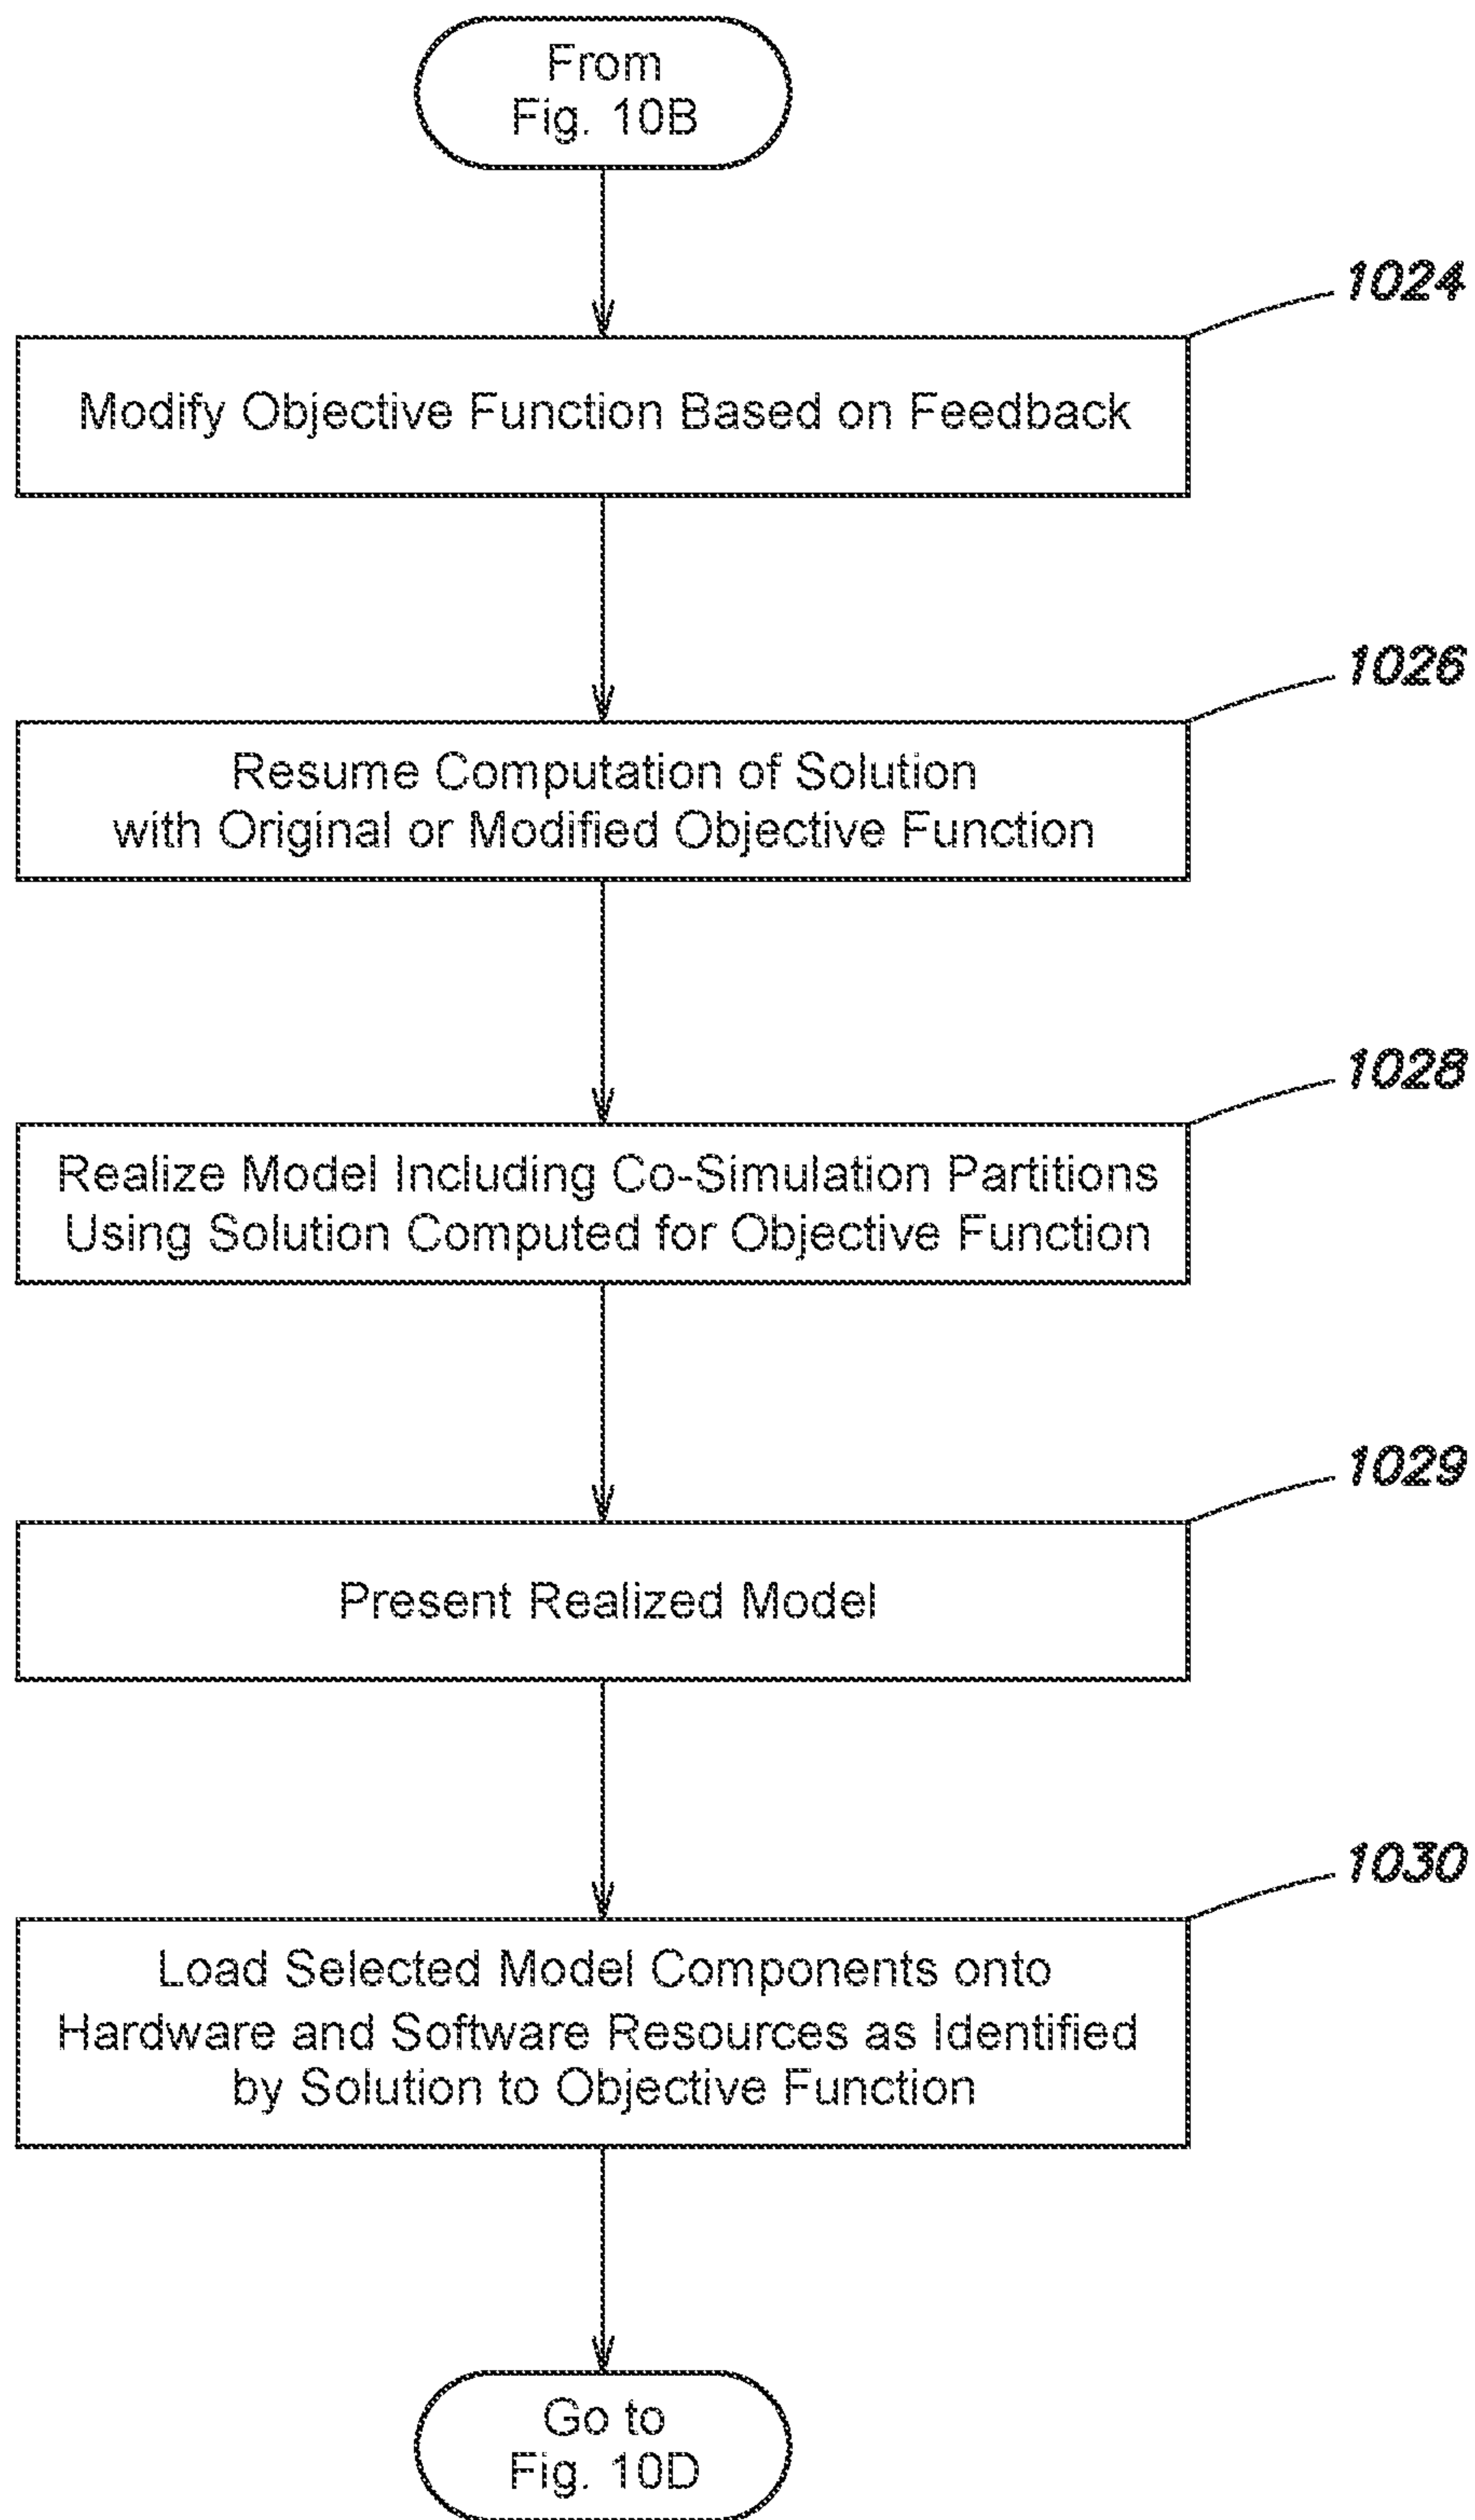 From
Fig. 10B
1024
Modify Objective Function Based on Feedback
1026
Resume Computation of Solution
with Original or Modified Objective Function
1028
Realize Model Including Co-Simulation Partitions
Using Solution Computed for Objective Function
1029
Present Realized Model
1030
Load Selected Model Components onto
Hardware and Software Resources as Identified
by Solution to Objective Function
Go to
Fig. 10D